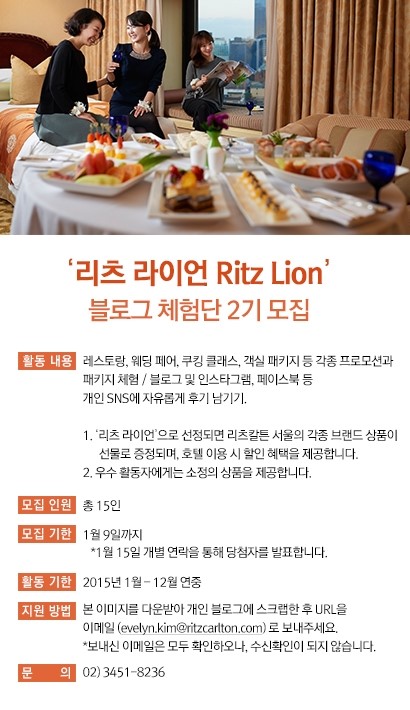 ‘리츠 라이언 Ritz Lion’
블로그 체험단 2기 모집
활동 내용 레스토랑, 웨딩 페어, 쿠킹 클래스, 객실 패키지 등 각종 프로모션과
패키지 체험 / 블로그 및 인스타그램, 페이스북 등
개인 SNS에 자유롭게 후기 남기기.
1. ‘리츠 라이언’으로 선정되면 리츠칼튼 서울의 각종 브랜드 상품이
선물로 증정되며, 호텔 이용 시 할인 혜택을 제공합니다.
2. 우수 활동자에게는 소정의 상품을 제공합니다.
모집 인원 총 15인
모집 기한 1월 9일까지
*1월 15일 개별 연락을 통해 당첨자를 발표합니다.
활동 기한 2015년 1월 – 12월 연중
지원 방법 본 이미지를 다운받아 개인 블로그에 스크랩한 후 URL을
이메일 (evelyn.kim@ritzcarlton.com) 로 보내주세요.
*보내신 이메일은 모두 확인하오나, 수신확인이 되지 않습니다.
문 의 02) 3451-8236